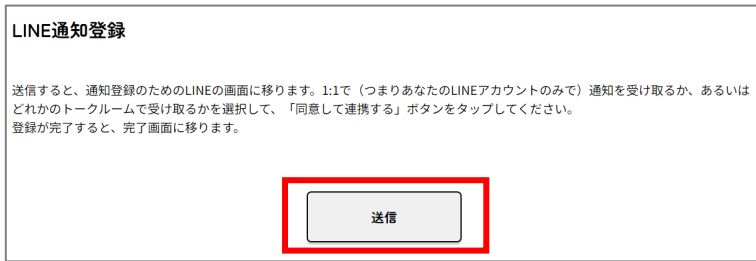 LINE通知登録
送信すると、通知登録のためのLINEの画面に移ります。1:1で（つまりあなたのLINEアカウントのみで）通知を受け取るか、あるいは
どれかのトークルームで受け取るかを選択して、「同意して連携する」ボタンをタップしてください。
登録が完了すると、完了画面に移ります。
送信